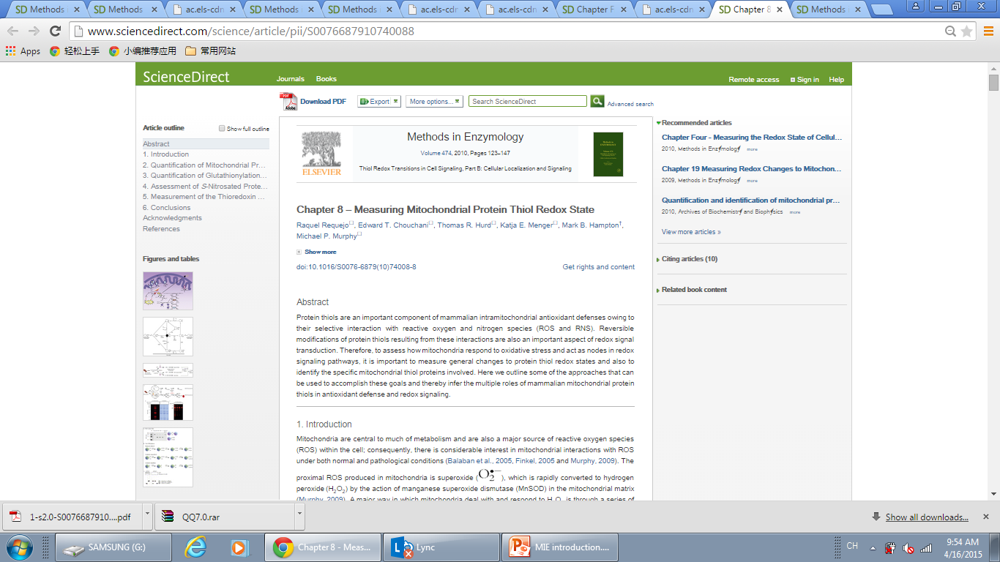 SD Methods
SD Methods
ac.els-cdn
SD Methods
SD Methods
ac.els-cdn
ac.els-cdn
SD Chapter F
ac.els-cdn
SD Chapter 8
SD Methods
www.sciencedirect.com/science/article/pii/S0076687910740088
Apps 轻松上手 小编推荐应用 常用网站
ScienceDirect
Journals Books
Remote access Sign in Help
Download PDF Export More options... Search ScienceDirect Advanced search
Article outline Show full outline
Abstract
1. Introduction
2. Quantification of Mitochondrial Pr...
3. Quantification of Glutathionylation...
4. Assessment of S-Nitrosated Prote...
5. Measurement of the Thioredoxin ...
6. Conclusions
Acknowledgments
References
Figures and tables
ELSEVIER
Methods in Enzymology
Volume 474, 2010, Pages 123–147
Thiol Redox Transitions in Cell Signaling, Part B: Cellular Localization and Signaling
Chapter 8 – Measuring Mitochondrial Protein Thiol Redox State
Raquel Requejo, Edward T. Chouchani, Thomas R. Hurd, Katja E. Menger, Mark B. Hampton†,
Michael P. Murphy
Show more
doi:10.1016/S0076-6879(10)74008-8
Get rights and content
Abstract
Protein thiols are an important component of mammalian intramitochondrial antioxidant defenses owing to
their selective interaction with reactive oxygen and nitrogen species (ROS and RNS). Reversible
modifications of protein thiols resulting from these interactions are also an important aspect of redox signal
transduction. Therefore, to assess how mitochondria respond to oxidative stress and act as nodes in redox
signaling pathways, it is important to measure general changes to protein thiol redox states and also to
identify the specific mitochondrial thiol proteins involved. Here we outline some of the approaches that can
be used to accomplish these goals and thereby infer the multiple roles of mammalian mitochondrial protein
thiols in antioxidant defense and redox signaling.
1. Introduction
Mitochondria are central to much of metabolism and are also a major source of reactive oxygen species
(ROS) within the cell; consequently, there is considerable interest in mitochondrial interactions with ROS
under both normal and pathological conditions (Balaban et al., 2005, Finkel, 2005 and Murphy, 2009). The
proximal ROS produced in mitochondria is superoxide (O2•−), which is rapidly converted to hydrogen
peroxide (H2O2) by the action of manganese superoxide dismutase (MnSOD) in the mitochondrial matrix
(Murphy, 2009). A major way in which mitochondria deal with and respond to H2O2 is through a series of
Recommended articles
Chapter Four - Measuring the Redox State of Cellul...
2010, Methods in Enzymology more
Chapter 19 Measuring Redox Changes to Mitochon...
2009, Methods in Enzymology more
Quantification and identification of mitochondrial pr...
2010, Archives of Biochemistry and Biophysics more
View more articles »
Citing articles (10)
Related book content
1-s2.0-S0076687910....pdf
QQ7.0.rar
Show all downloads...
SAMSUNG (G:)
Chapter 8 - Meas...
Lync
MIE introduction....
CH
9:54 AM
4/16/2015